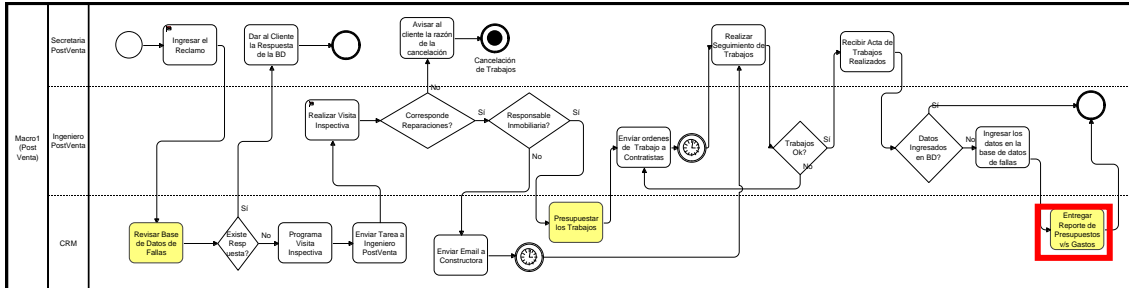 Macro1
(Post
Venta)
Secretaria
PostVenta
Ingresar el
Reclamo
Dar al Cliente
la Respuesta
de la BD
Avisar al
cliente la razón
de la
cancelación
Cancelación
de Trabajos
Realizar
Seguimiento de
Trabajos
Recibir Acta de
Trabajos
Realizados
Ingeniero
PostVenta
Realizar Visita
Inspectiva
No
Corresponde
Reparaciones?
Sí
Responsable
Inmobiliaria?
Sí
No
Envíar ordenes
de Trabajo a
Contratistas
Trabajos
Ok?
Sí
No
Sí
Datos
Ingresados
en BD?
No
Ingresar los
datos en la
base de datos
de fallas
CRM
Revisar Base
de Datos de
Fallas
Sí
Existe
Resp
uesta?
No
Programa
Visita
Inspectiva
Enviar Tarea a
Ingeniero
PostVenta
Enviar Email a
Constructora
Presupuestar
los Trabajos
Entregar
Reporte de
Presupuestos
v/s Gastos